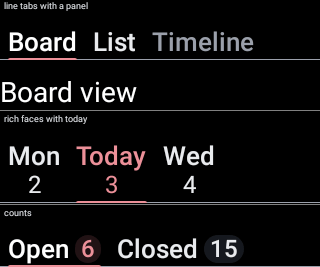 line tabs with a panel
Board List Timeline
Board view
rich faces with today
Mon Today Wed
2 3 4
counts
Open 6 Closed 15